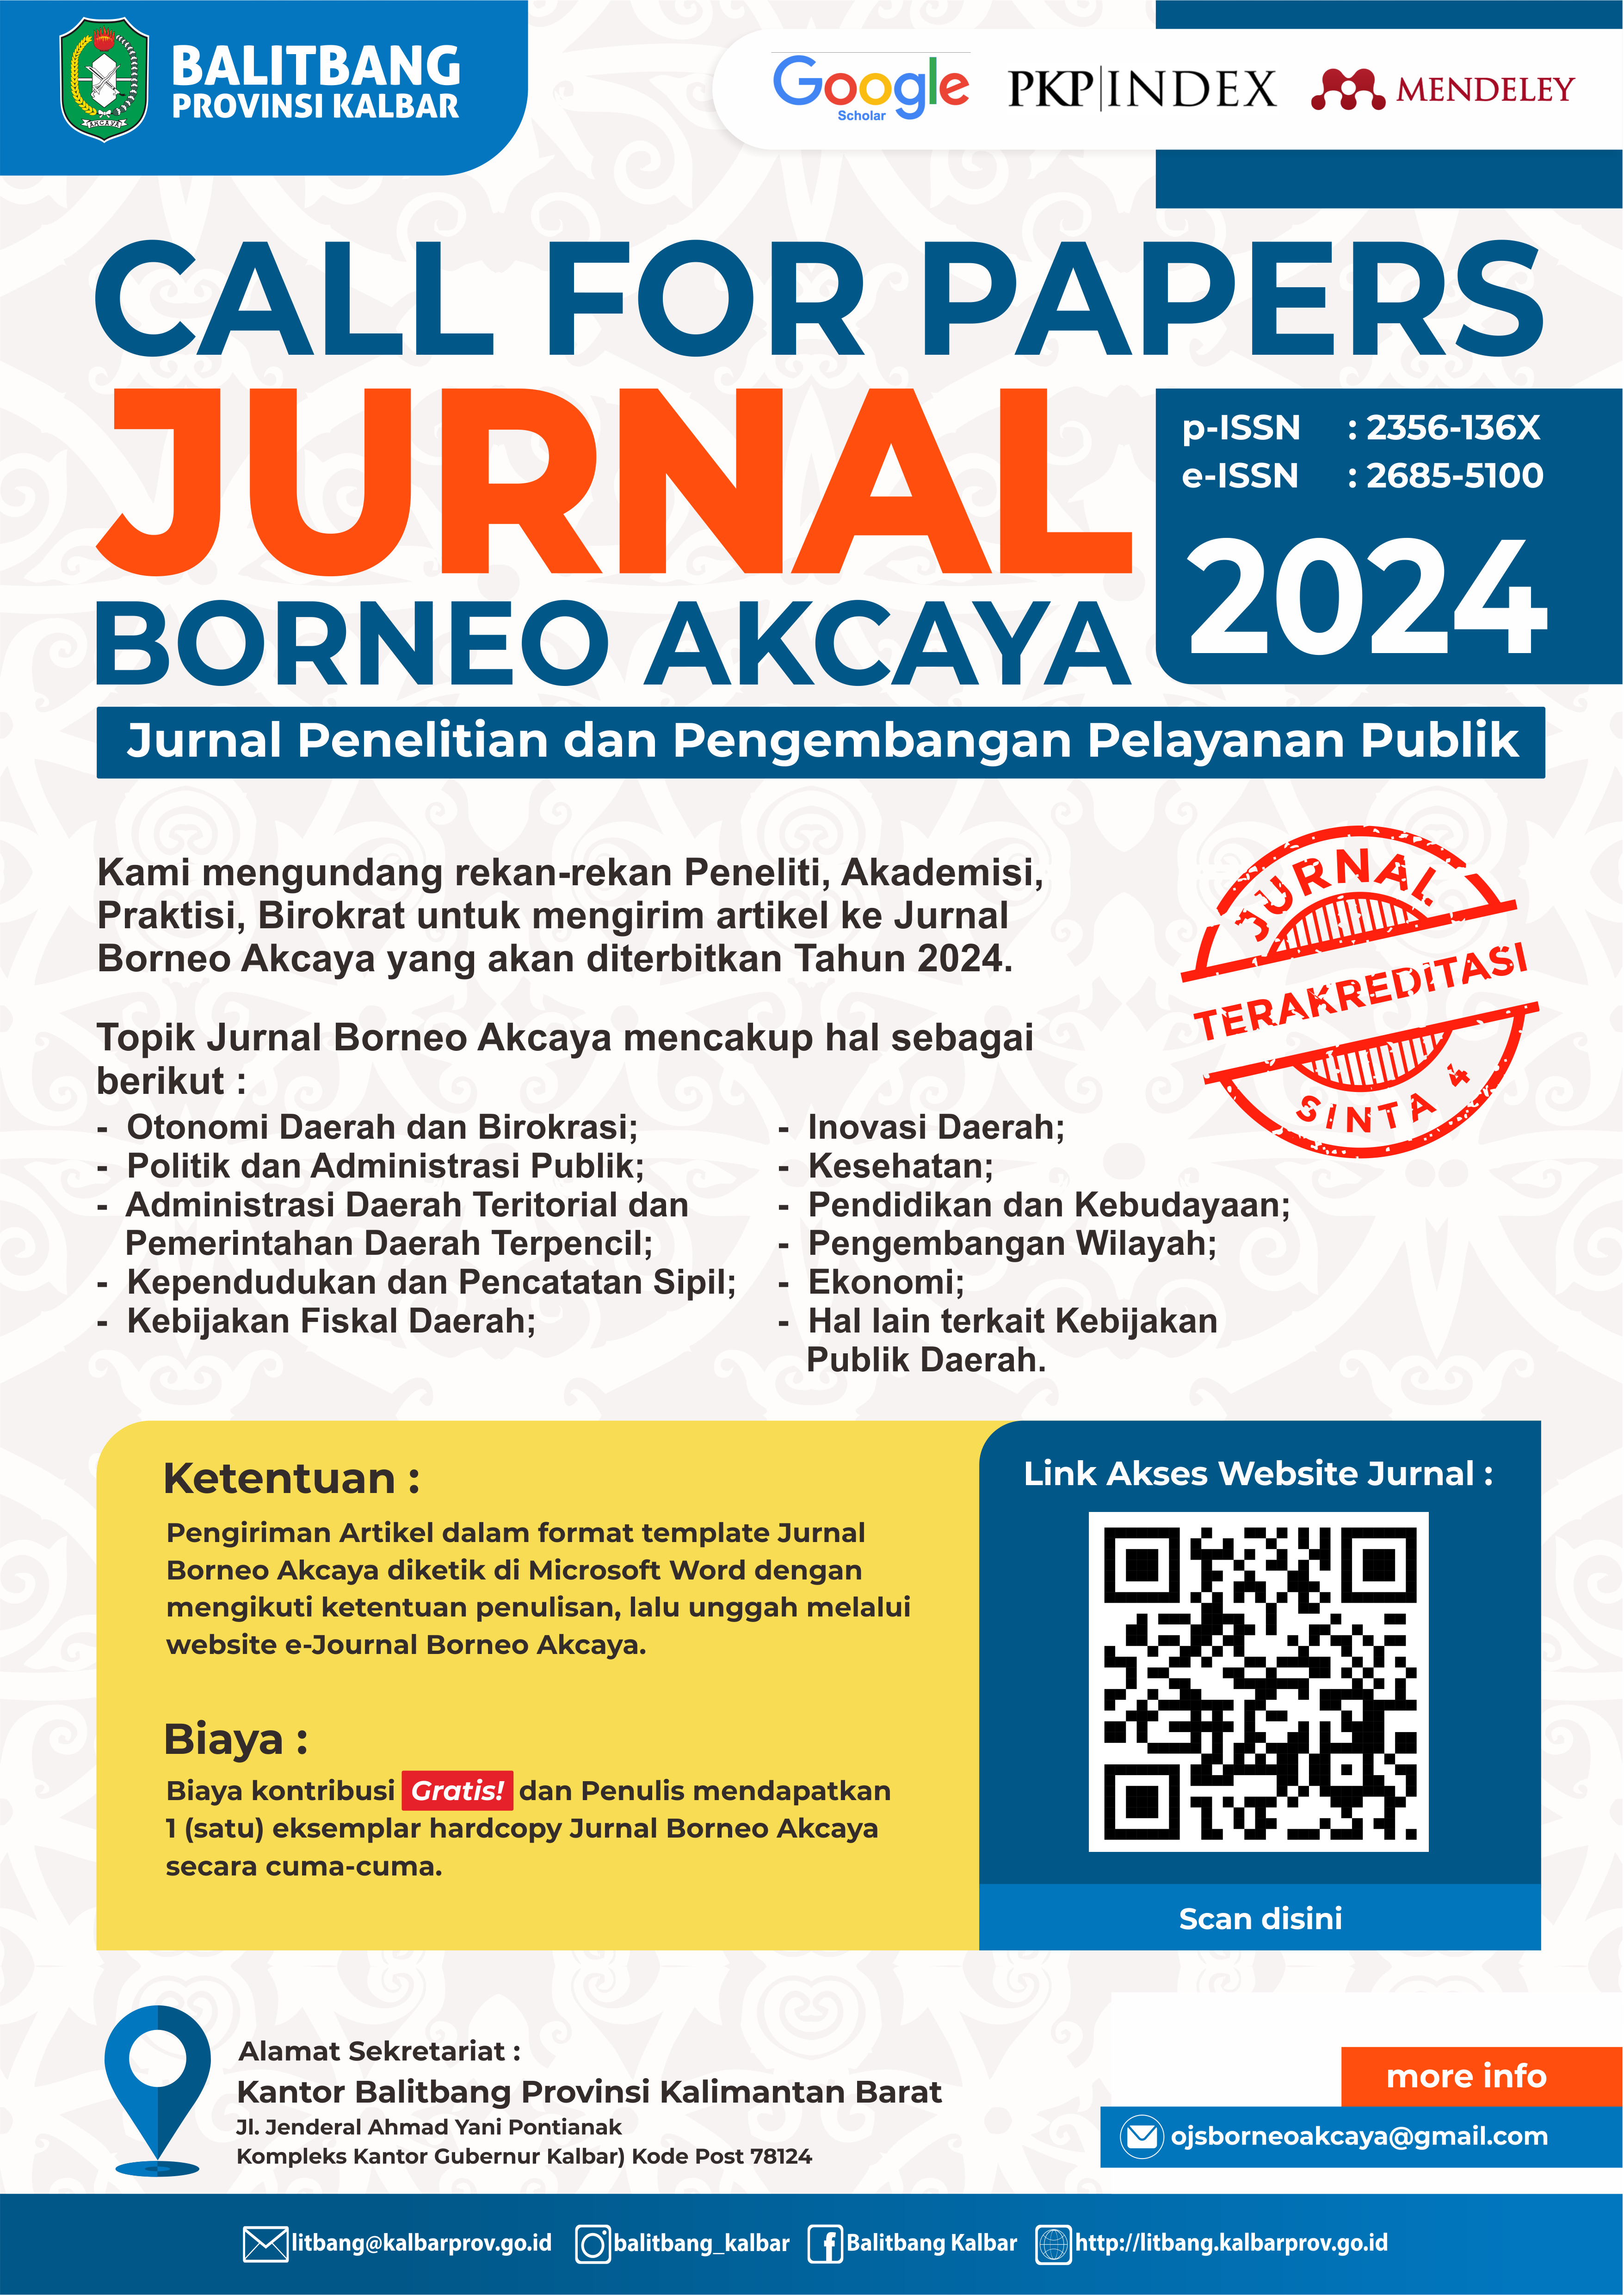 BALITBANG
PROVINSI KALBAR
AKCAYA
Google
Scholar
PKP|INDEX
MENDELEY
CALL FOR PAPERS
JURNAL
BORNEO AKCAYA
p-ISSN : 2356-136X
e-ISSN : 2685-5100
2024
Jurnal Penelitian dan Pengembangan Pelayanan Publik
Kami mengundang rekan-rekan Peneliti, Akademisi,
Praktisi, Birokrat untuk mengirim artikel ke Jurnal
Borneo Akcaya yang akan diterbitkan Tahun 2024.
JURNAL
TERAKREDITASI
SINTA 4
Topik Jurnal Borneo Akcaya mencakup hal sebagai
berikut :
- Otonomi Daerah dan Birokrasi;
- Politik dan Administrasi Publik;
- Administrasi Daerah Teritorial dan
Pemerintahan Daerah Terpencil;
- Kependudukan dan Pencatatan Sipil;
- Kebijakan Fiskal Daerah;
- Inovasi Daerah;
- Kesehatan;
- Pendidikan dan Kebudayaan;
- Pengembangan Wilayah;
- Ekonomi;
- Hal lain terkait Kebijakan
Publik Daerah.
Ketentuan :
Pengiriman Artikel dalam format template Jurnal
Borneo Akcaya diketik di Microsoft Word dengan
mengikuti ketentuan penulisan, lalu unggah melalui
website e-Journal Borneo Akcaya.
Biaya :
Biaya kontribusi Gratis! dan Penulis mendapatkan
1 (satu) eksemplar hardcopy Jurnal Borneo Akcaya
secara cuma-cuma.
Link Akses Website Jurnal :
Scan disini
Alamat Sekretariat :
Kantor Balitbang Provinsi Kalimantan Barat
Jl. Jenderal Ahmad Yani Pontianak
Kompleks Kantor Gubernur Kalbar) Kode Post 78124
more info
ojsborneoakcaya@gmail.com
litbang@kalbarprov.go.id
balitbang_kalbar
Balitbang Kalbar
http://litbang.kalbarprov.go.id